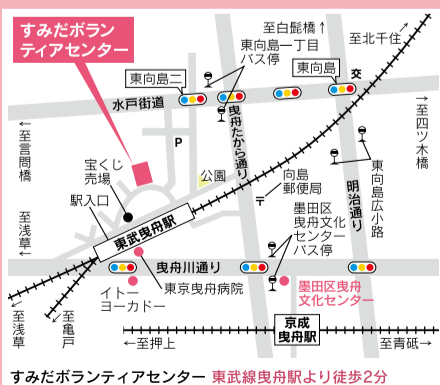 すみだボラン
ティアセンター
至白髭橋↑
至北千住
東向島一丁目
バス停
東向島二
東向島
交
水戸街道
曳舟たから通り
P
←至言問橋
宝くじ
売場
公園
向島
郵便局
〒
明治通り
東向島広小路
→至四ツ木橋
駅入口
東武曳舟駅
墨田区
曳舟文化
センター
バス停
至浅草
曳舟川通り
東京曳舟病院
墨田区曳舟
文化センター
イトー
ヨーカドー
至浅草
至亀戸
京成
曳舟駅
←至押上
至青砥→
すみだボランティアセンター 東武線曳舟駅より徒歩2分